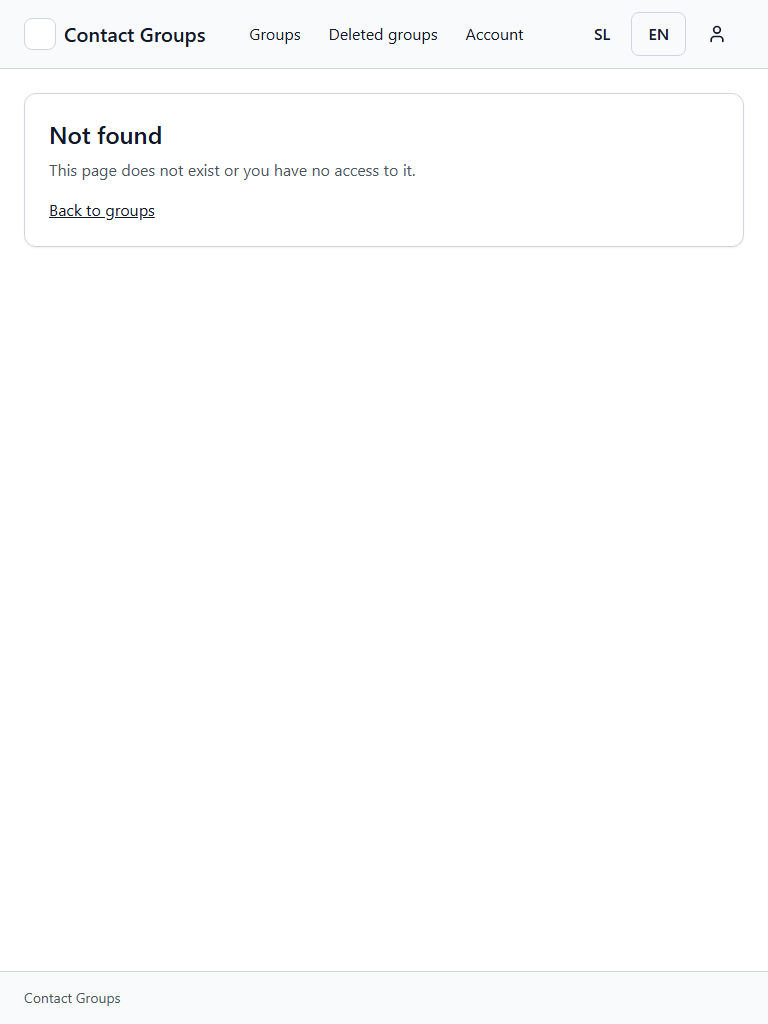 Contact Groups
Groups
Deleted groups
Account
SL
EN
Not found
This page does not exist or you have no access to it.
Back to groups
Contact Groups